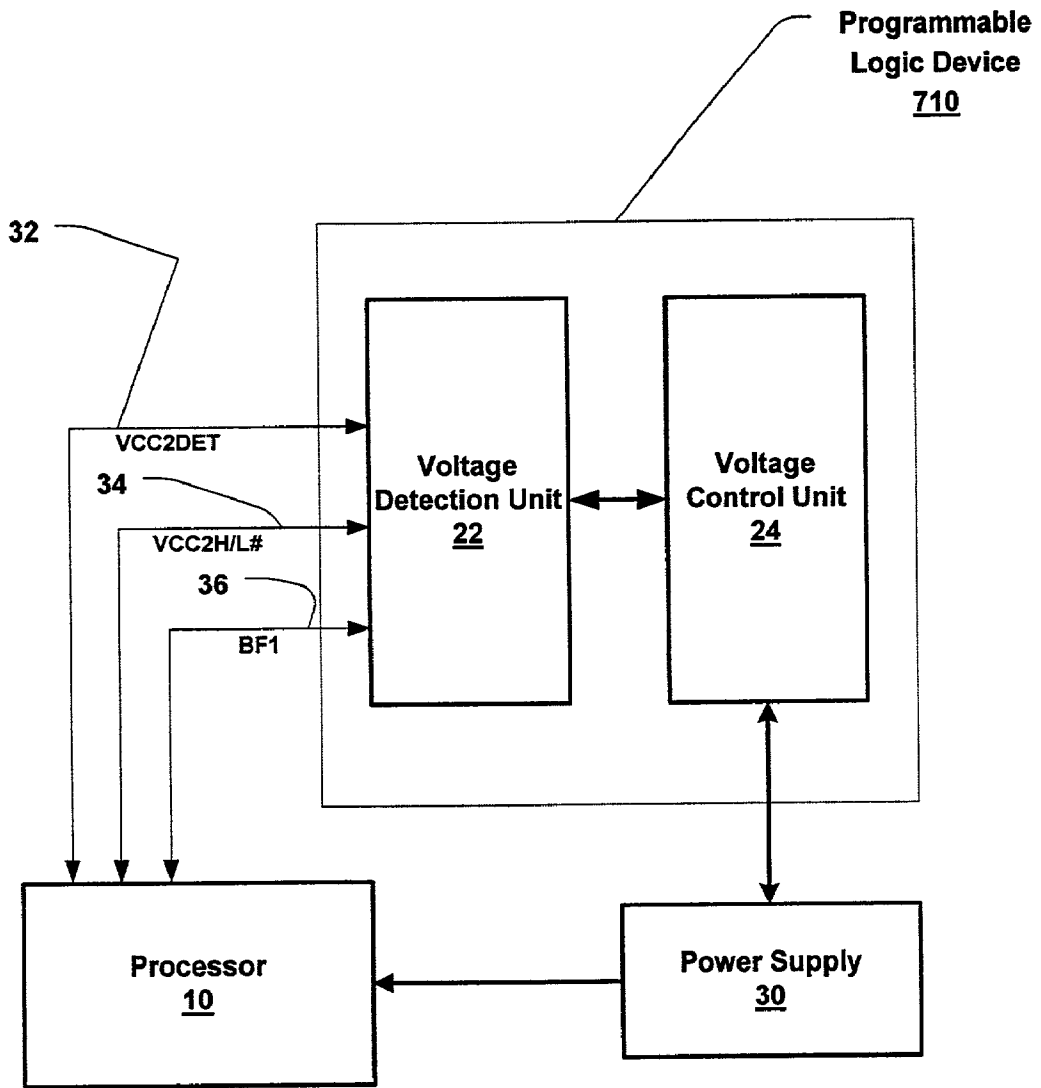 Programmable
Logic Device
710
32
VCC2DET
34
VCC2H/L#
36
BF1
Voltage
Detection Unit
22
Voltage
Control Unit
24
Processor
10
Power Supply
30